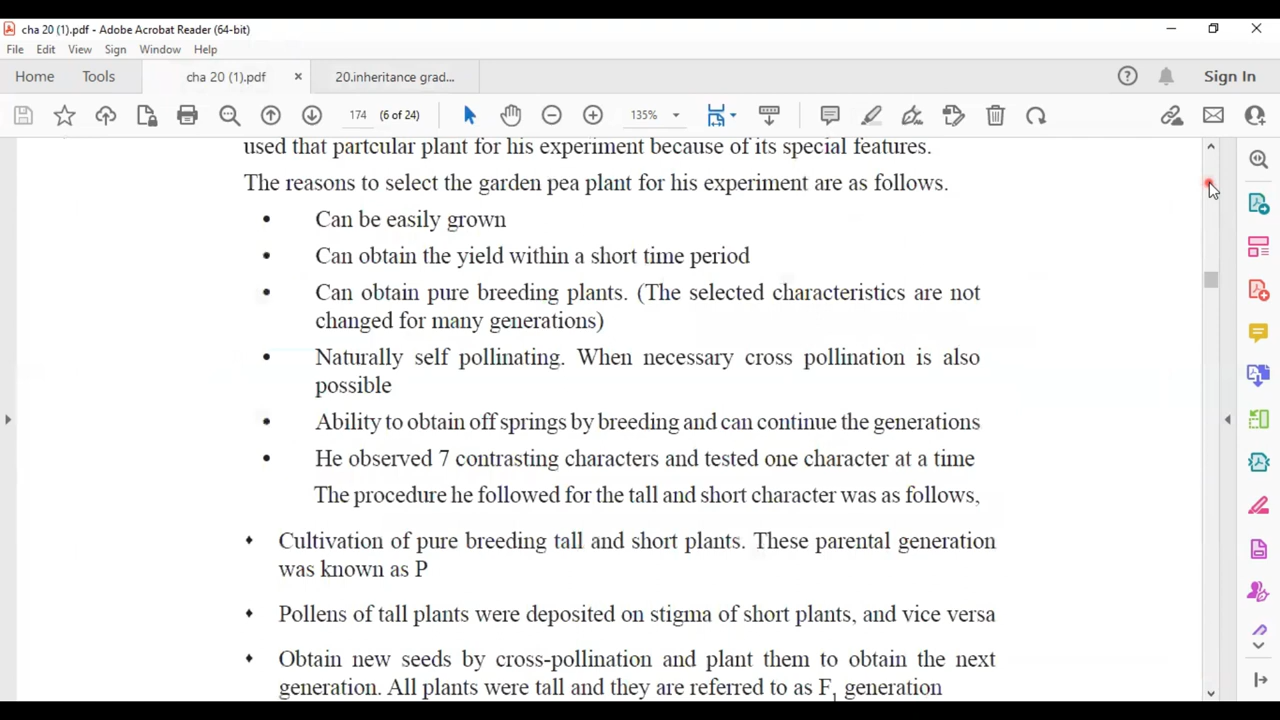 cha 20 (1).pdf - Adobe Acrobat Reader (64-bit)
File Edit View Sign Window Help
Home Tools cha 20 (1).pdf × 20.inheritance grad... Sign In
174 (6 of 24) 135%
used that partcular plant for his experiment because of its special features.
The reasons to select the garden pea plant for his experiment are as follows.
• Can be easily grown
• Can obtain the yield within a short time period
• Can obtain pure breeding plants. (The selected characteristics are not
changed for many generations)
• Naturally self pollinating. When necessary cross pollination is also
possible
• Ability to obtain off springs by breeding and can continue the generations
• He observed 7 contrasting characters and tested one character at a time
The procedure he followed for the tall and short character was as follows,
♦ Cultivation of pure breeding tall and short plants. These parental generation
was known as P
♦ Pollens of tall plants were deposited on stigma of short plants, and vice versa
♦ Obtain new seeds by cross-pollination and plant them to obtain the next
generation. All plants were tall and they are referred to as F₁ generation